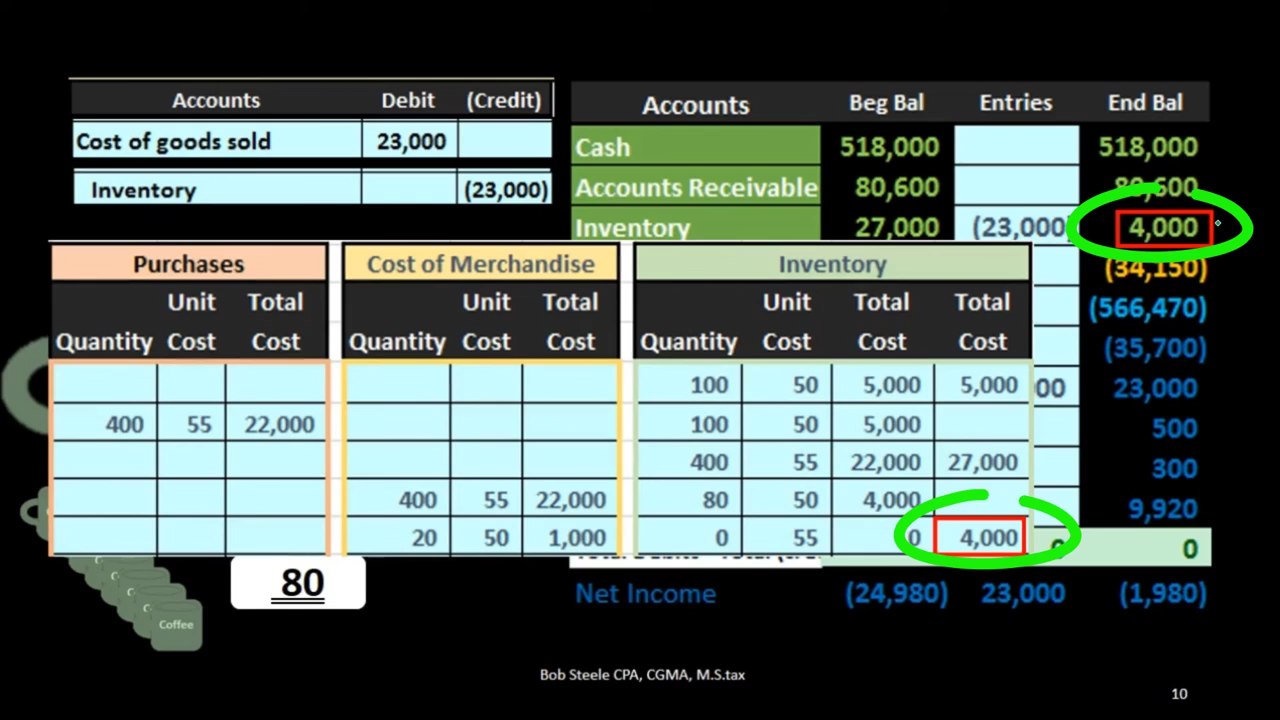 Accounts Debit (Credit)
Cost of goods sold 23,000
Inventory (23,000)
Accounts Beg Bal Entries End Bal
Cash 518,000 518,000
Accounts Receivable 80,600 80,600
Inventory 27,000 (23,000) 4,000
(34,150)
(566,470)
(35,700)
23,000
500
300
9,920
0
Net Income (24,980) 23,000 (1,980)
Purchases
Quantity Unit Cost Total Cost
400 55 22,000
Cost of Merchandise
Quantity Unit Cost Total Cost
400 55 22,000
20 50 1,000
Inventory
Quantity Unit Cost Total Cost Total Cost
100 50 5,000 5,000
100 50 5,000
400 55 22,000 27,000
80 50 4,000
0 55 0 4,000
80
Coffee
Bob Steele CPA, CGMA, M.S.tax
10